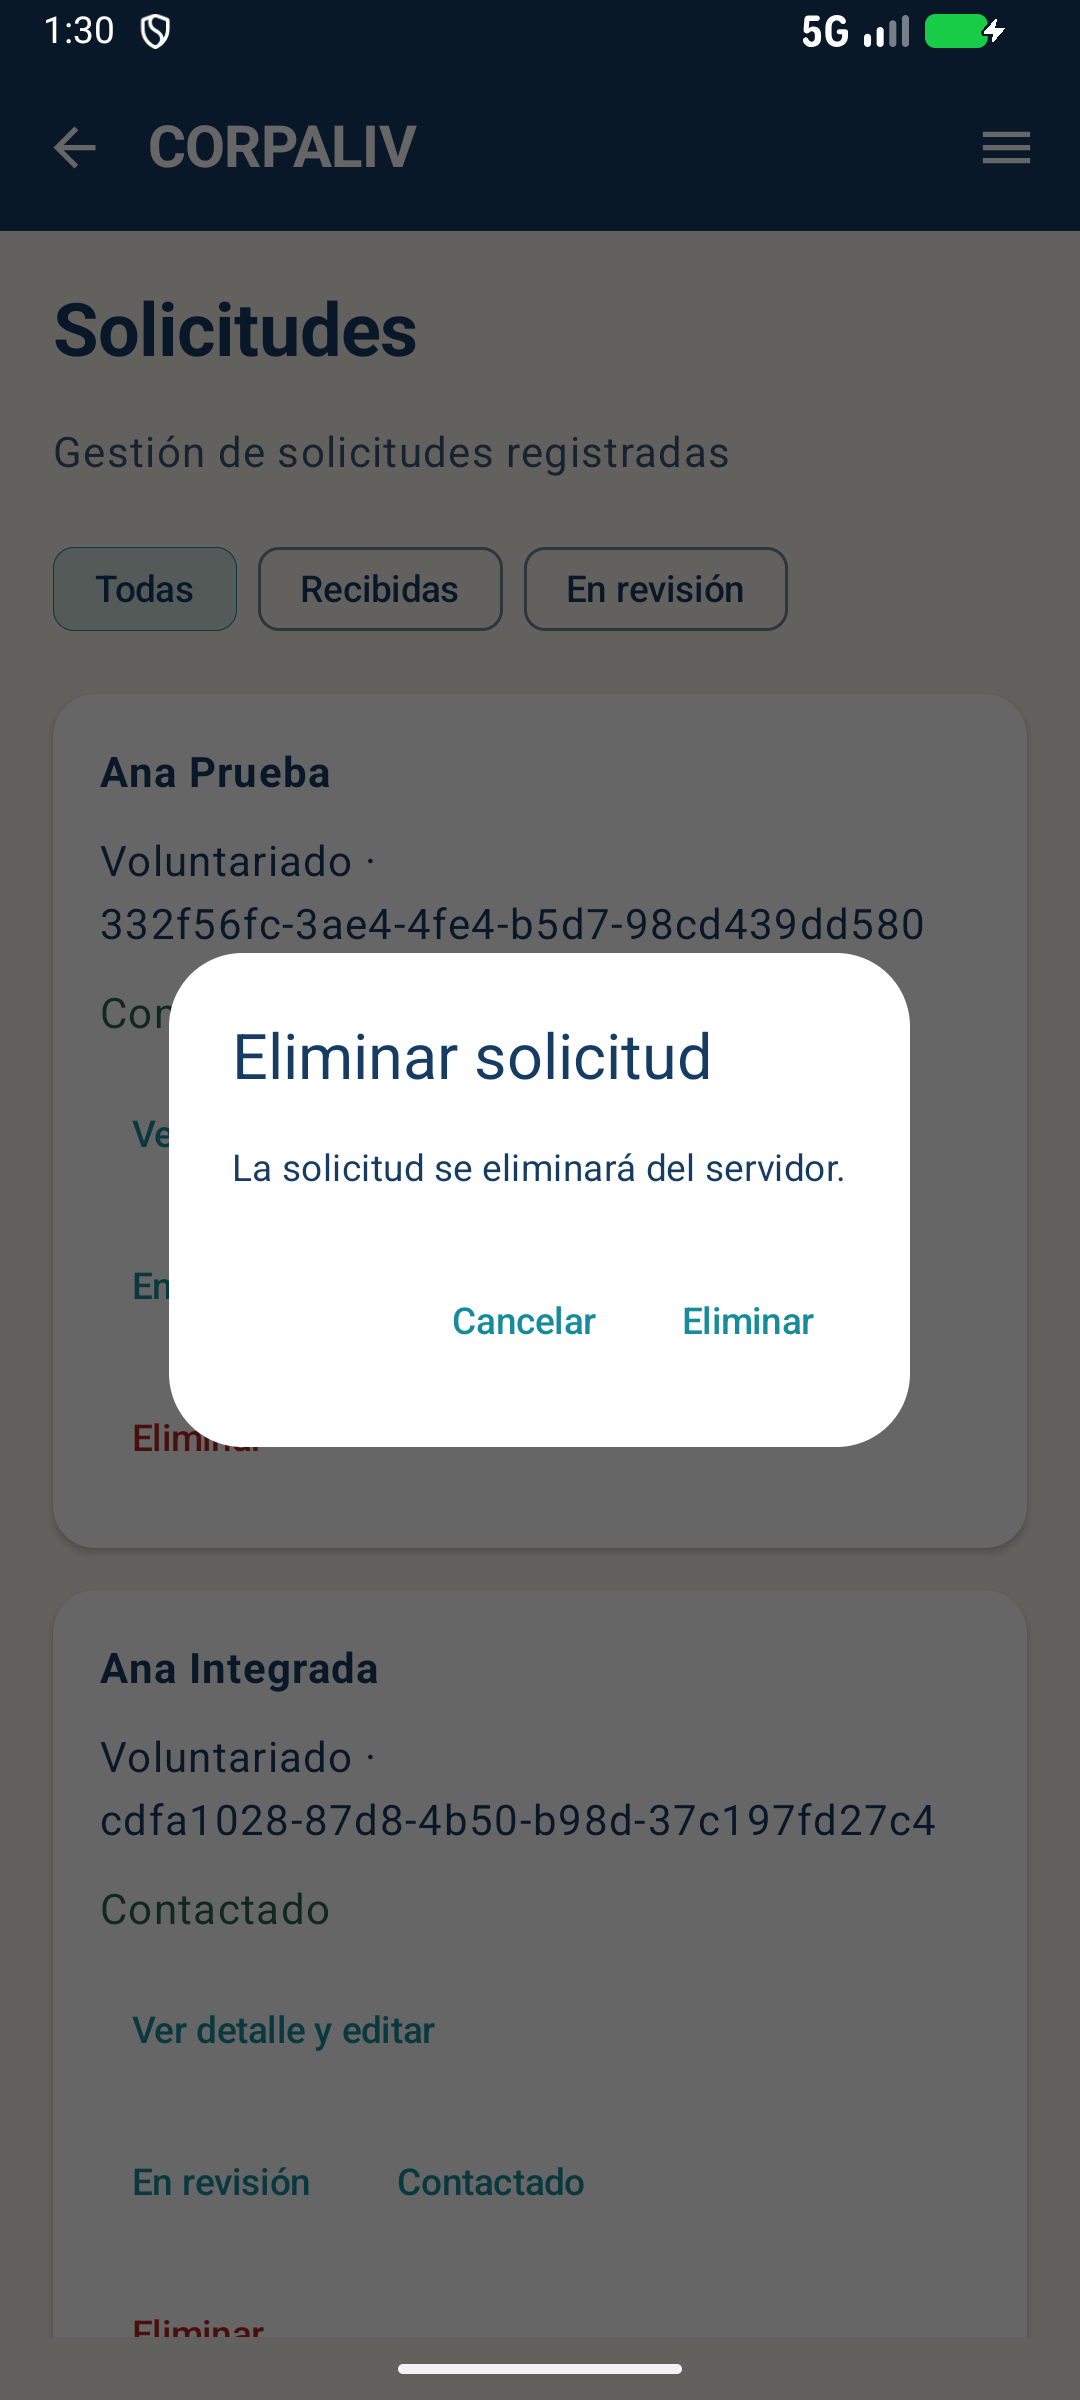 1:30
5G
CORPALIV
Solicitudes
Gestión de solicitudes registradas
Todas
Recibidas
En revisión
Ana Prueba
Voluntariado ·
332f56fc-3ae4-4fe4-b5d7-98cd439dd580
Eliminar solicitud
La solicitud se eliminará del servidor.
Cancelar
Eliminar
Eliminar
Ana Integrada
Voluntariado ·
cdfa1028-87d8-4b50-b98d-37c197fd27c4
Contactado
Ver detalle y editar
En revisión
Contactado
Eliminar